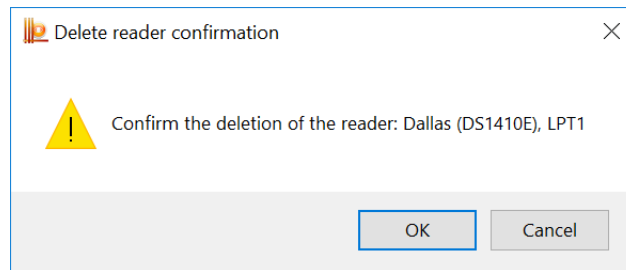 Delete reader confirmation
Confirm the deletion of the reader: Dallas (DS1410E), LPT1
OK
Cancel